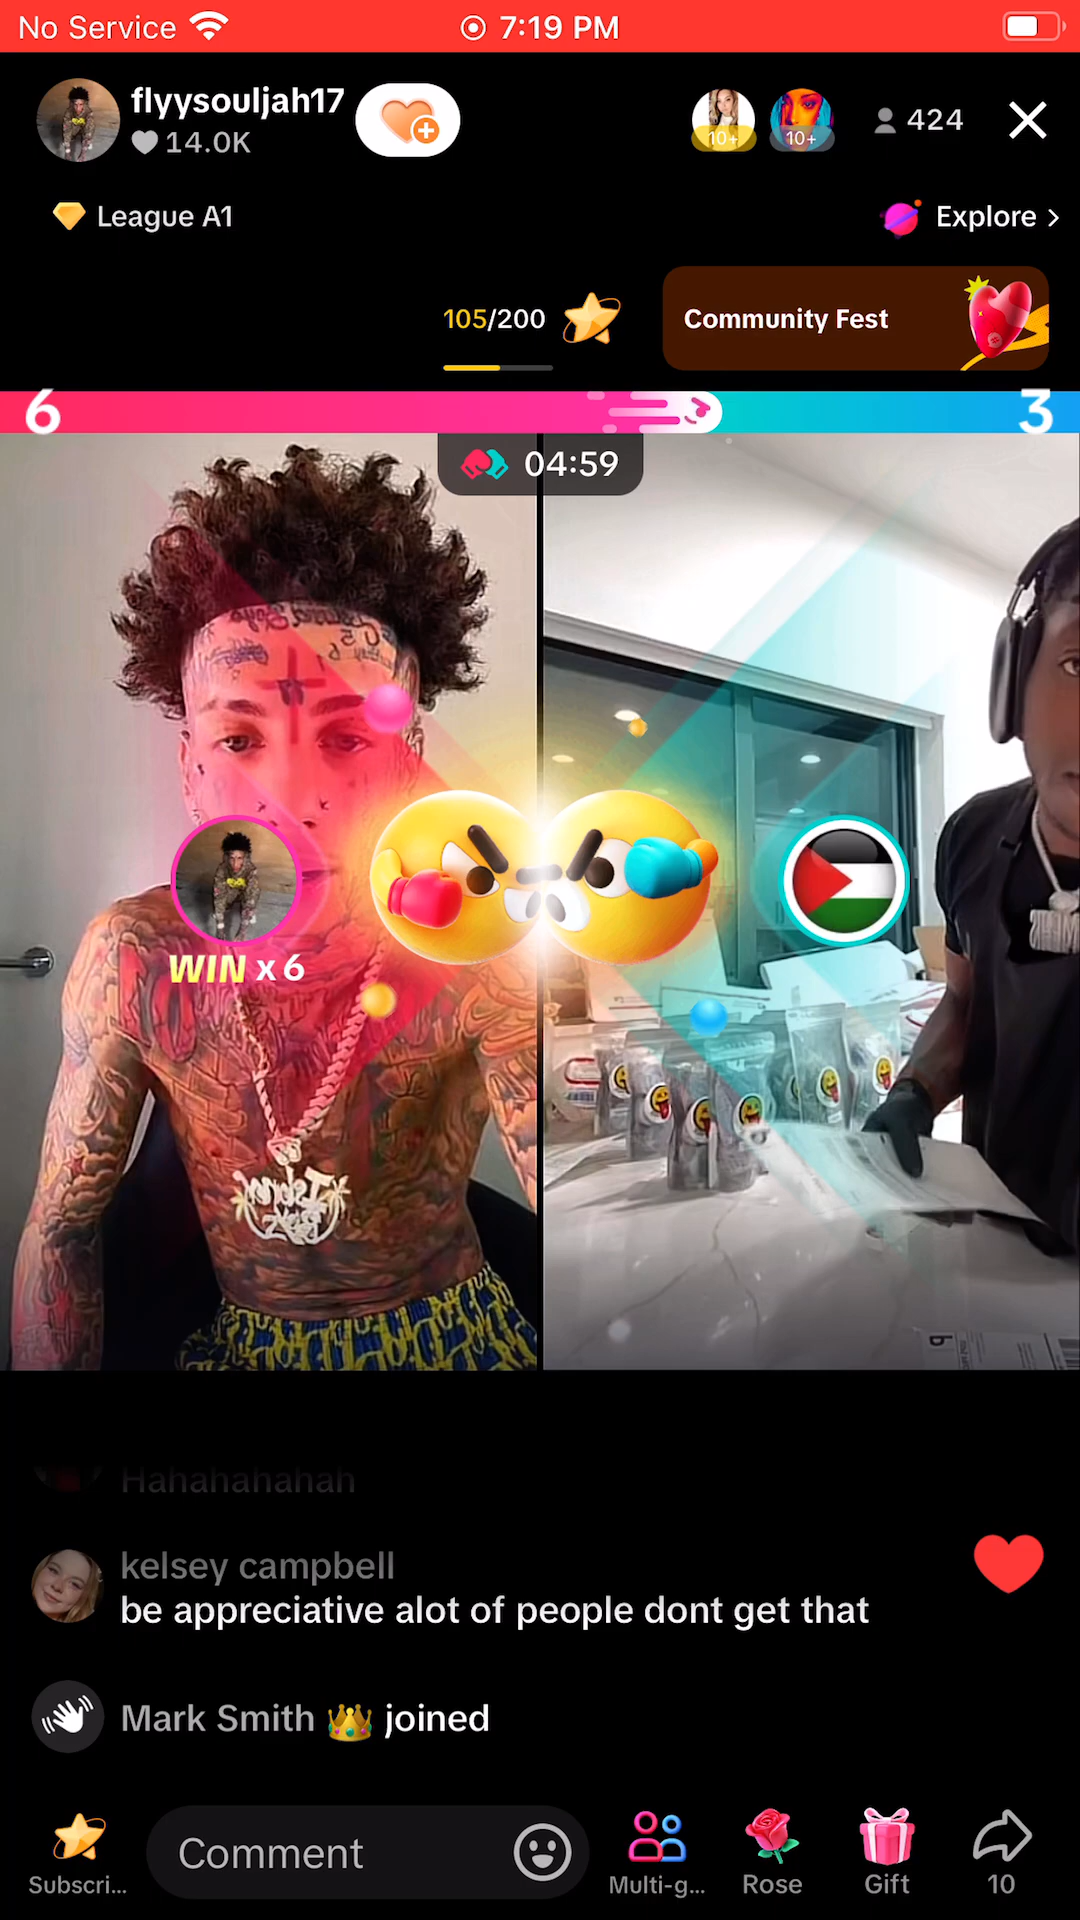 No Service
7:19 PM
flyysouljah17
14.0K
10+
10+
424
League A1
Explore
105/200
Community Fest
6
3
04:59
WIN x 6
Hahahahahah
kelsey campbell
be appreciative alot of people dont get that
Mark Smith 👑 joined
Subscri...
Comment
Multi-g...
Rose
Gift
10